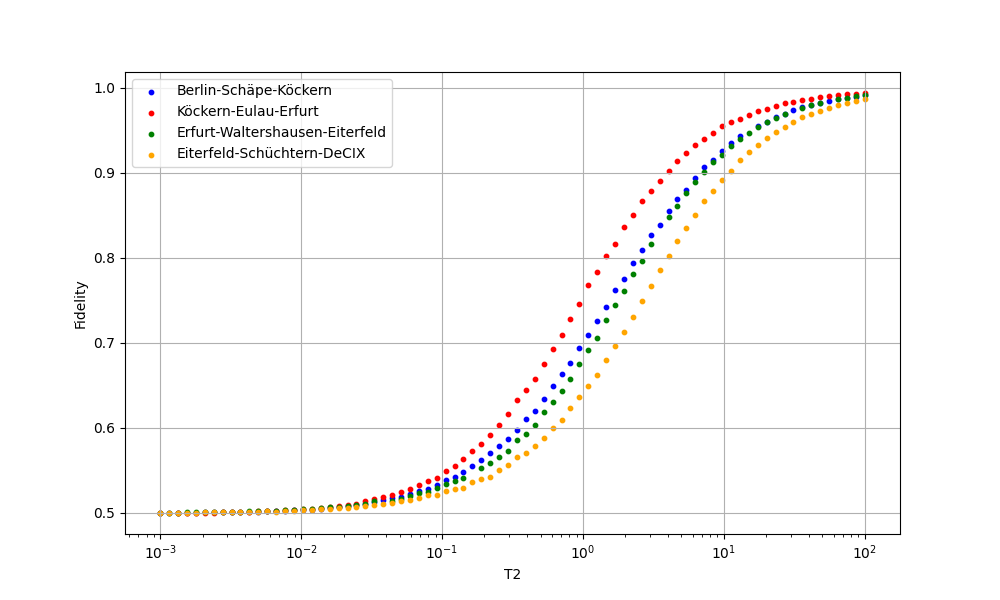 Berlin-Schäpe-Köckern
Köckern-Eulau-Erfurt
Erfurt-Waltershausen-Eiterfeld
Eiterfeld-Schüchtern-DeCIX
1.0
0.9
0.8
0.7
0.6
0.5
Fidelity
10⁻³ 10⁻² 10⁻¹ 10⁰ 10¹ 10²
T2